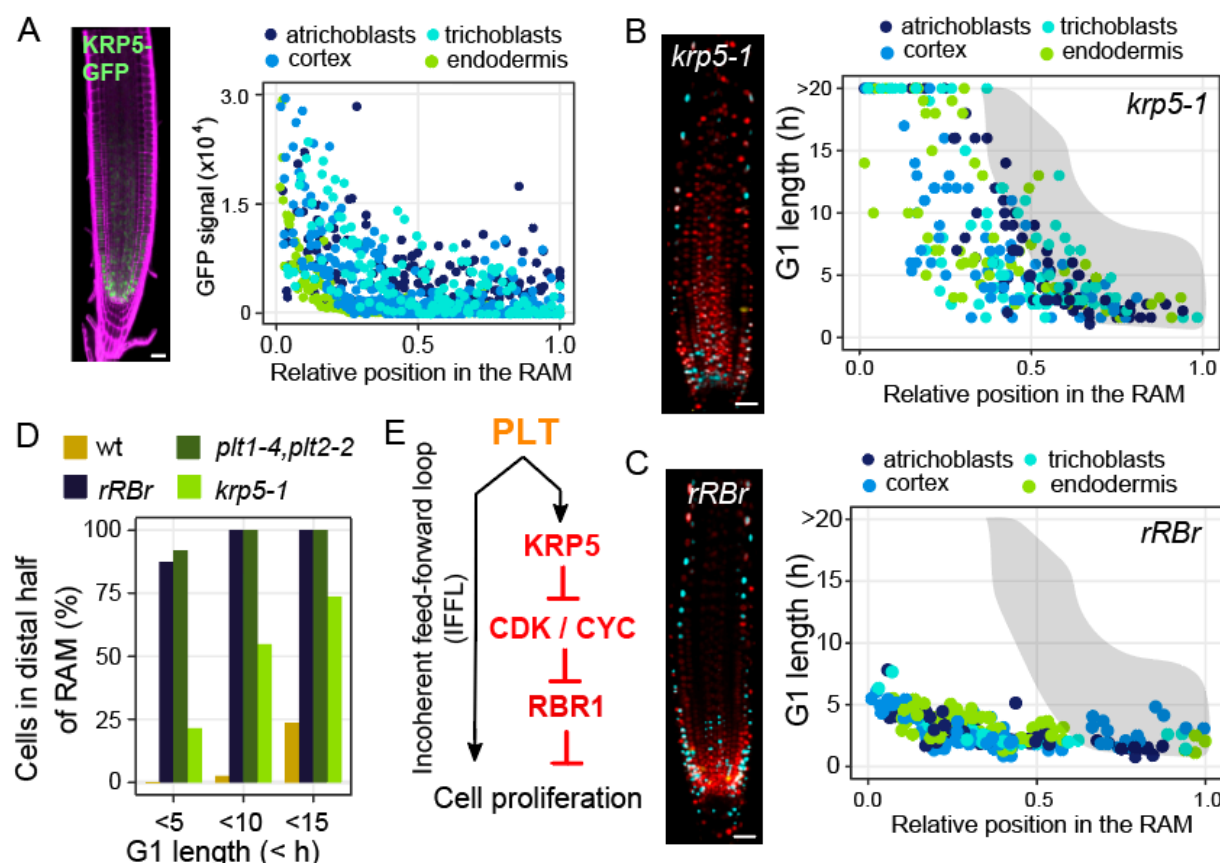 A
KRP5-
GFP
atrichoblasts
trichoblasts
cortex
endodermis
3.0
1.5
0
GFP signal (x10⁴)
0.0
0.5
1.0
Relative position in the RAM
B
krp5-1
atrichoblasts
trichoblasts
cortex
endodermis
krp5-1
>20
15
10
5
0
G1 length (h)
0.0
0.5
1.0
Relative position in the RAM
D
wt
plt1-4,plt2-2
rRBr
krp5-1
100
75
50
25
0
Cells in distal half
of RAM (%)
<5
<10
<15
G1 length (< h)
E
PLT
Incoherent feed-forward loop
(IFFL)
KRP5
CDK / CYC
RBR1
Cell proliferation
C
rRBr
atrichoblasts
trichoblasts
cortex
endodermis
rRBr
>20
15
10
5
0
G1 length (h)
0.0
0.5
1.0
Relative position in the RAM